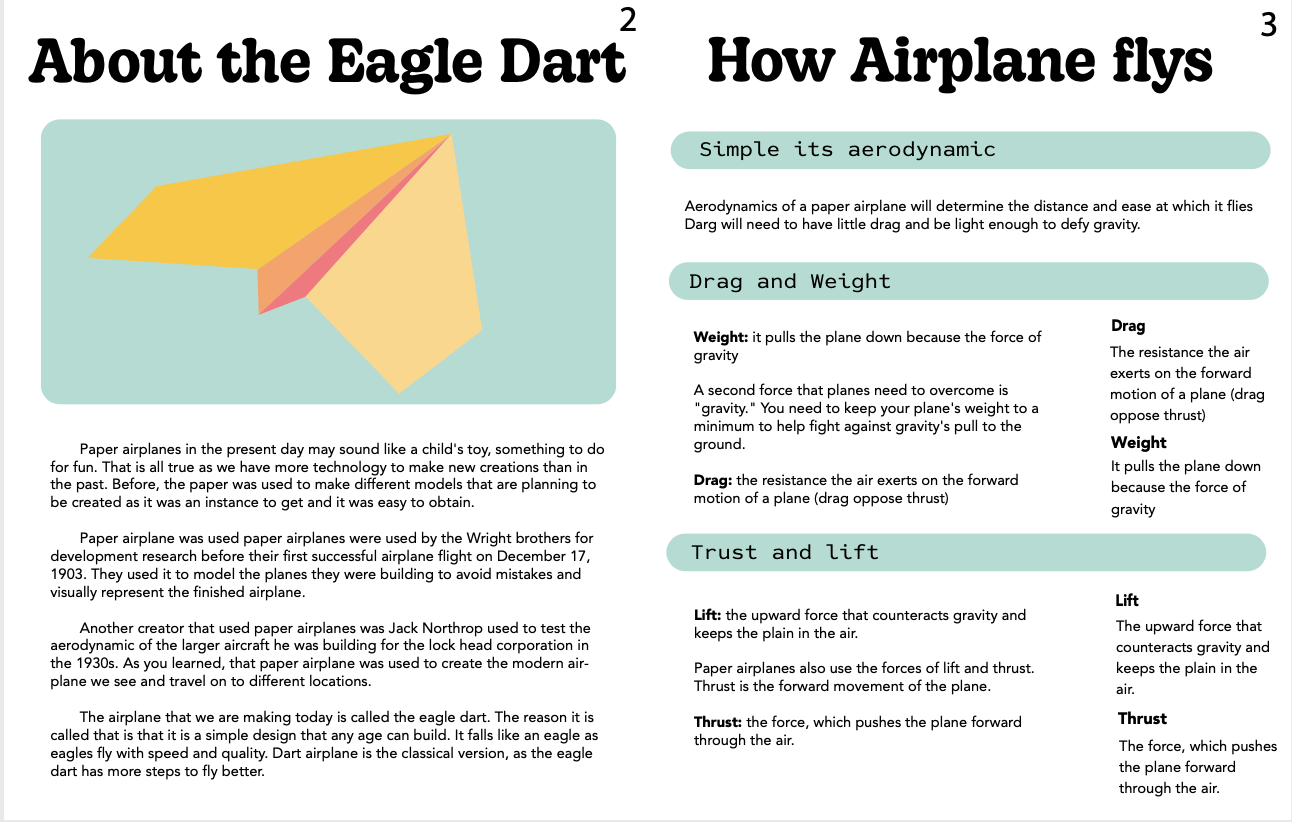 2
About the Eagle Dart
Paper airplanes in the present day may sound like a child's toy, something to do
for fun. That is all true as we have more technology to make new creations than in
the past. Before, the paper was used to make different models that are planning to
be created as it was an instance to get and it was easy to obtain.
Paper airplane was used paper airplanes were used by the Wright brothers for
development research before their first successful airplane flight on December 17,
1903. They used it to model the planes they were building to avoid mistakes and
visually represent the finished airplane.
Another creator that used paper airplanes was Jack Northrop used to test the
aerodynamic of the larger aircraft he was building for the lock head corporation in
the 1930s. As you learned, that paper airplane was used to create the modern air-
plane we see and travel on to different locations.
The airplane that we are making today is called the eagle dart. The reason it is
called that is that it is a simple design that any age can build. It falls like an eagle as
eagles fly with speed and quality. Dart airplane is the classical version, as the eagle
dart has more steps to fly better.
3
How Airplane flys
Simple its aerodynamic
Aerodynamics of a paper airplane will determine the distance and ease at which it flies
Darg will need to have little drag and be light enough to defy gravity.
Drag and Weight
Weight: it pulls the plane down because the force of
gravity
A second force that planes need to overcome is
"gravity." You need to keep your plane's weight to a
minimum to help fight against gravity's pull to the
ground.
Drag: the resistance the air exerts on the forward
motion of a plane (drag oppose thrust)
Drag
The resistance the air
exerts on the forward
motion of a plane (drag
oppose thrust)
Weight
It pulls the plane down
because the force of
gravity
Trust and lift
Lift: the upward force that counteracts gravity and
keeps the plain in the air.
Paper airplanes also use the forces of lift and thrust.
Thrust is the forward movement of the plane.
Thrust: the force, which pushes the plane forward
through the air.
Lift
The upward force that
counteracts gravity and
keeps the plain in the
air.
Thrust
The force, which pushes
the plane forward
through the air.